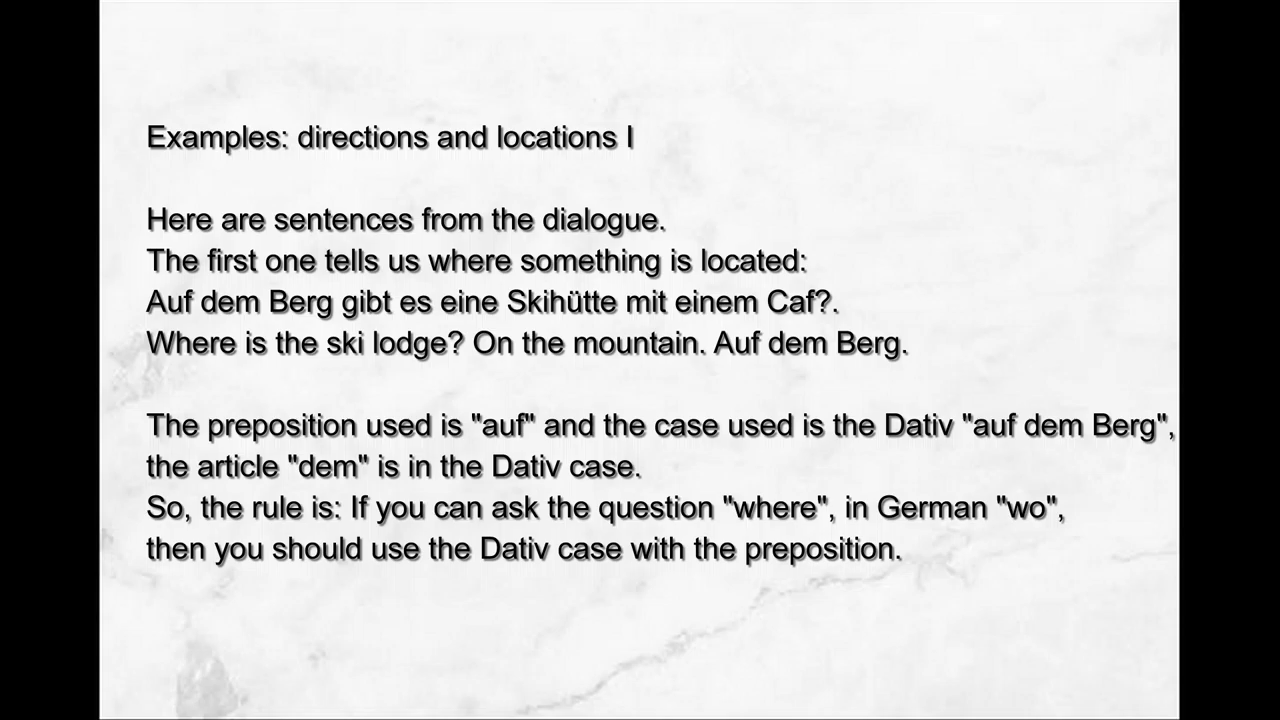 Examples: directions and locations I
Here are sentences from the dialogue.
The first one tells us where something is located:
Auf dem Berg gibt es eine Skihütte mit einem Caf?.
Where is the ski lodge? On the mountain. Auf dem Berg.
The preposition used is "auf" and the case used is the Dativ "auf dem Berg",
the article "dem" is in the Dativ case.
So, the rule is: If you can ask the question "where", in German "wo",
then you should use the Dativ case with the preposition.